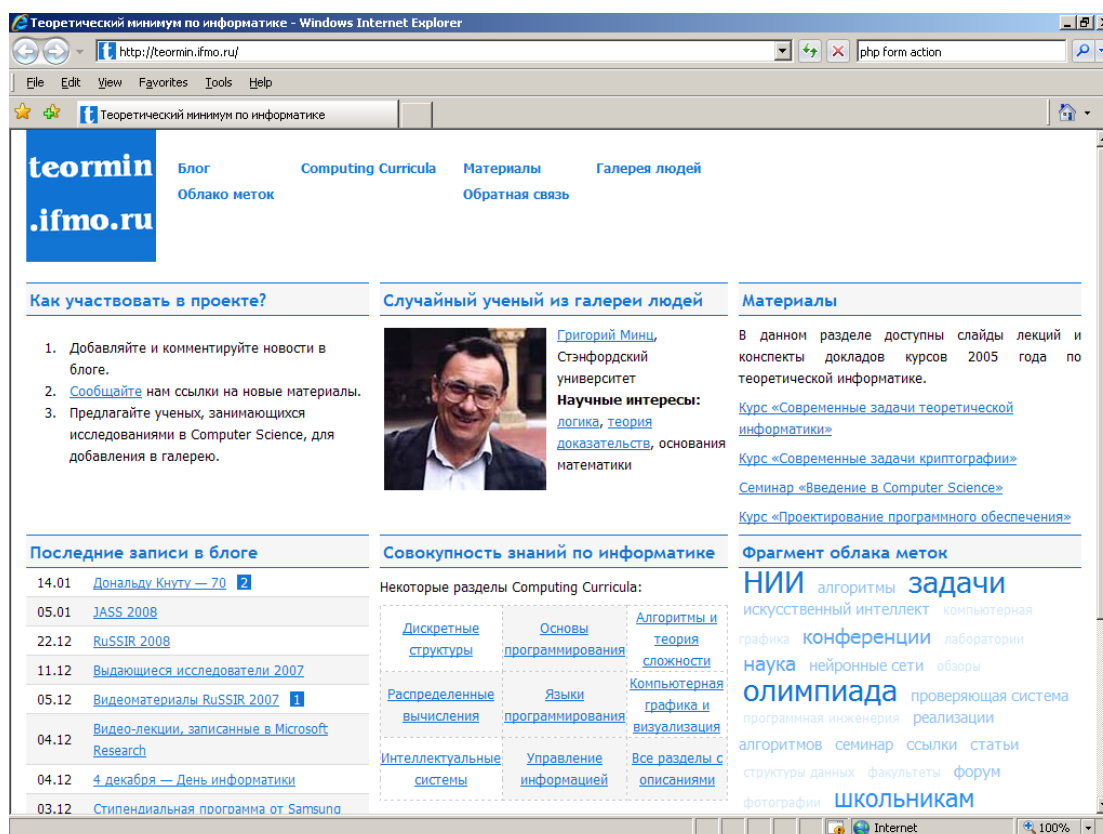 Теоретический минимум по информатике - Windows Internet Explorer
http://teormin.ifmo.ru/
php form action
File Edit View Favorites Tools Help
Теоретический минимум по информатике
teormin
.ifmo.ru
Блог Computing Curricula Материалы Галерея людей
Облако меток Обратная связь
Как участвовать в проекте?
1. Добавляйте и комментируйте новости в
блоге.
2. Сообщайте нам ссылки на новые материалы.
3. Предлагайте ученых, занимающихся
исследованиями в Computer Science, для
добавления в галерею.
Случайный ученый из галереи людей
Григорий Минц,
Стэнфордский
университет
Научные интересы:
логика, теория
доказательств, основания
математики
Материалы
В данном разделе доступны слайды лекций и
конспекты докладов курсов 2005 года по
теоретической информатике.
Курс «Современные задачи теоретической
информатики»
Курс «Современные задачи криптографии»
Семинар «Введение в Computer Science»
Курс «Проектирование программного обеспечения»
Последние записи в блоге
14.01 Дональду Кнуту — 70 2
05.01 JASS 2008
22.12 RuSSIR 2008
11.12 Выдающиеся исследователи 2007
05.12 Видеоматериалы RuSSIR 2007 1
04.12 Видео-лекции, записанные в Microsoft
Research
04.12 4 декабря — День информатики
03.12 Стипендиальная программа от Samsung
Совокупность знаний по информатике
Некоторые разделы Computing Curricula:
Дискретные
структуры
Основы
программирования
Алгоритмы и
теория
сложности
Распределенные
вычисления
Языки
программирования
Компьютерная
графика и
визуализация
Интеллектуальные
системы
Управление
информацией
Все разделы с
описаниями
Фрагмент облака меток
НИИ алгоритмы задачи
искусственный интеллект компьютерная
графика конференции лаборатории
наука нейронные сети обзоры
олимпиада проверяющая система
программная инженерия реализации
алгоритмов семинар ссылки статьи
структуры данных факультеты форум
фотографии школьникам
Internet 100%